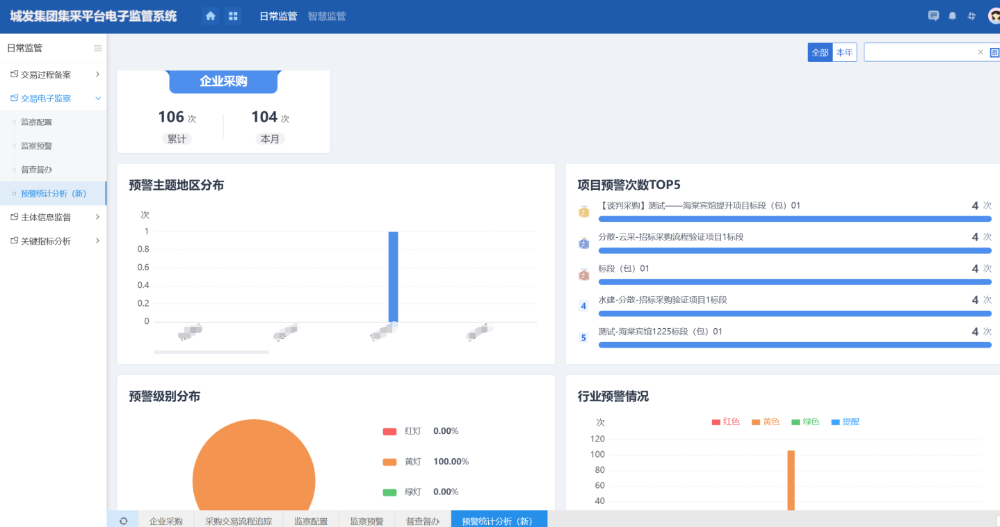 城发集团集采平台电子监管系统
日常监管 智慧监管
日常监管
全部 本年
交易过程备案
交易电子监察
监察配置
监察预警
督查督办
预警统计分析（新）
主体信息监督
关键指标分析
企业采购
106 次 104 次
累计 本月
预警主题地区分布
次
1
0.8
0.6
0.4
0.2
0
项目预警次数TOP5
【谈判采购】测试——海棠宾馆提升项目标段（包）01 4 次
分散-云采-招标采购流程验证项目1标段 4 次
标段（包）01 4 次
4 水建-分散-招标采购验证项目1标段 4 次
5 测试-海棠宾馆1225标段（包）01 4 次
预警级别分布
红灯 0.00%
黄灯 100.00%
绿灯 0.00%
行业预警情况
次
红色 黄色 绿色 提醒
120
100
80
60
40
企业采购 采购交易流程追踪 监察配置 监察预警 督查督办 预警统计分析（新）